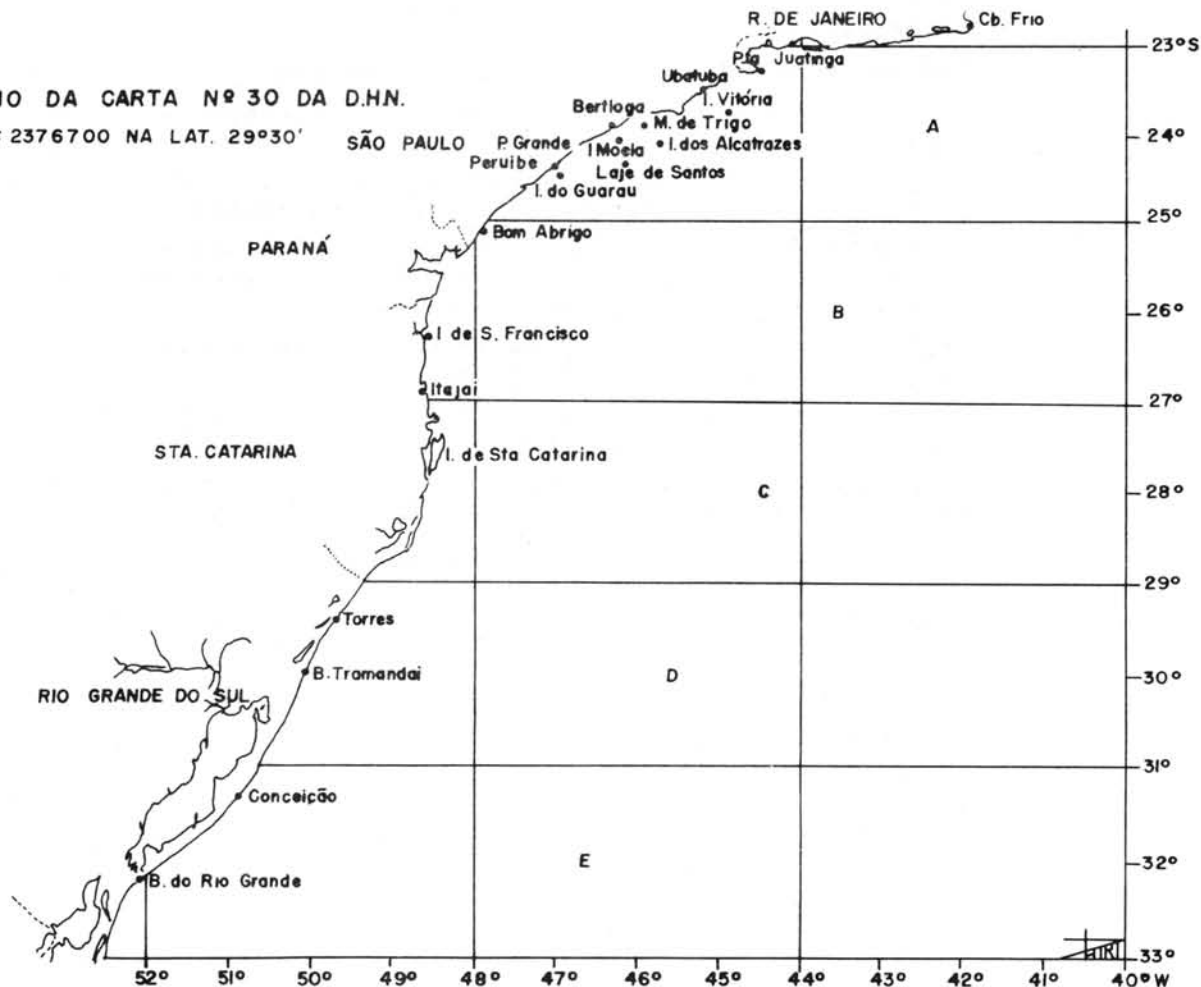 R. DE JANEIRO
Cb. Frio
23°S
Pta Juatinga
Ubatuba
I. Vitória
DA CARTA Nº 30 DA D.H.N.
Bertioga
A
M. de Trigo
2376700 NA LAT. 29°30'
SÃO PAULO
P. Grande
I Moela
I. dos Alcatrazes
24°
Peruibe
Laje de Santos
I. do Guarau
25°
Bom Abrigo
PARANÁ
B
26°
I de S. Francisco
Itajai
27°
STA. CATARINA
I. de Sta Catarina
C
28°
29°
Torres
B. Tramandai
D
30°
RIO GRANDE DO SUL
31°
Conceição
E
32°
B. do Rio Grande
33°
52° 51° 50° 49° 48° 47° 46° 45° 44° 43° 42° 41° 40°W